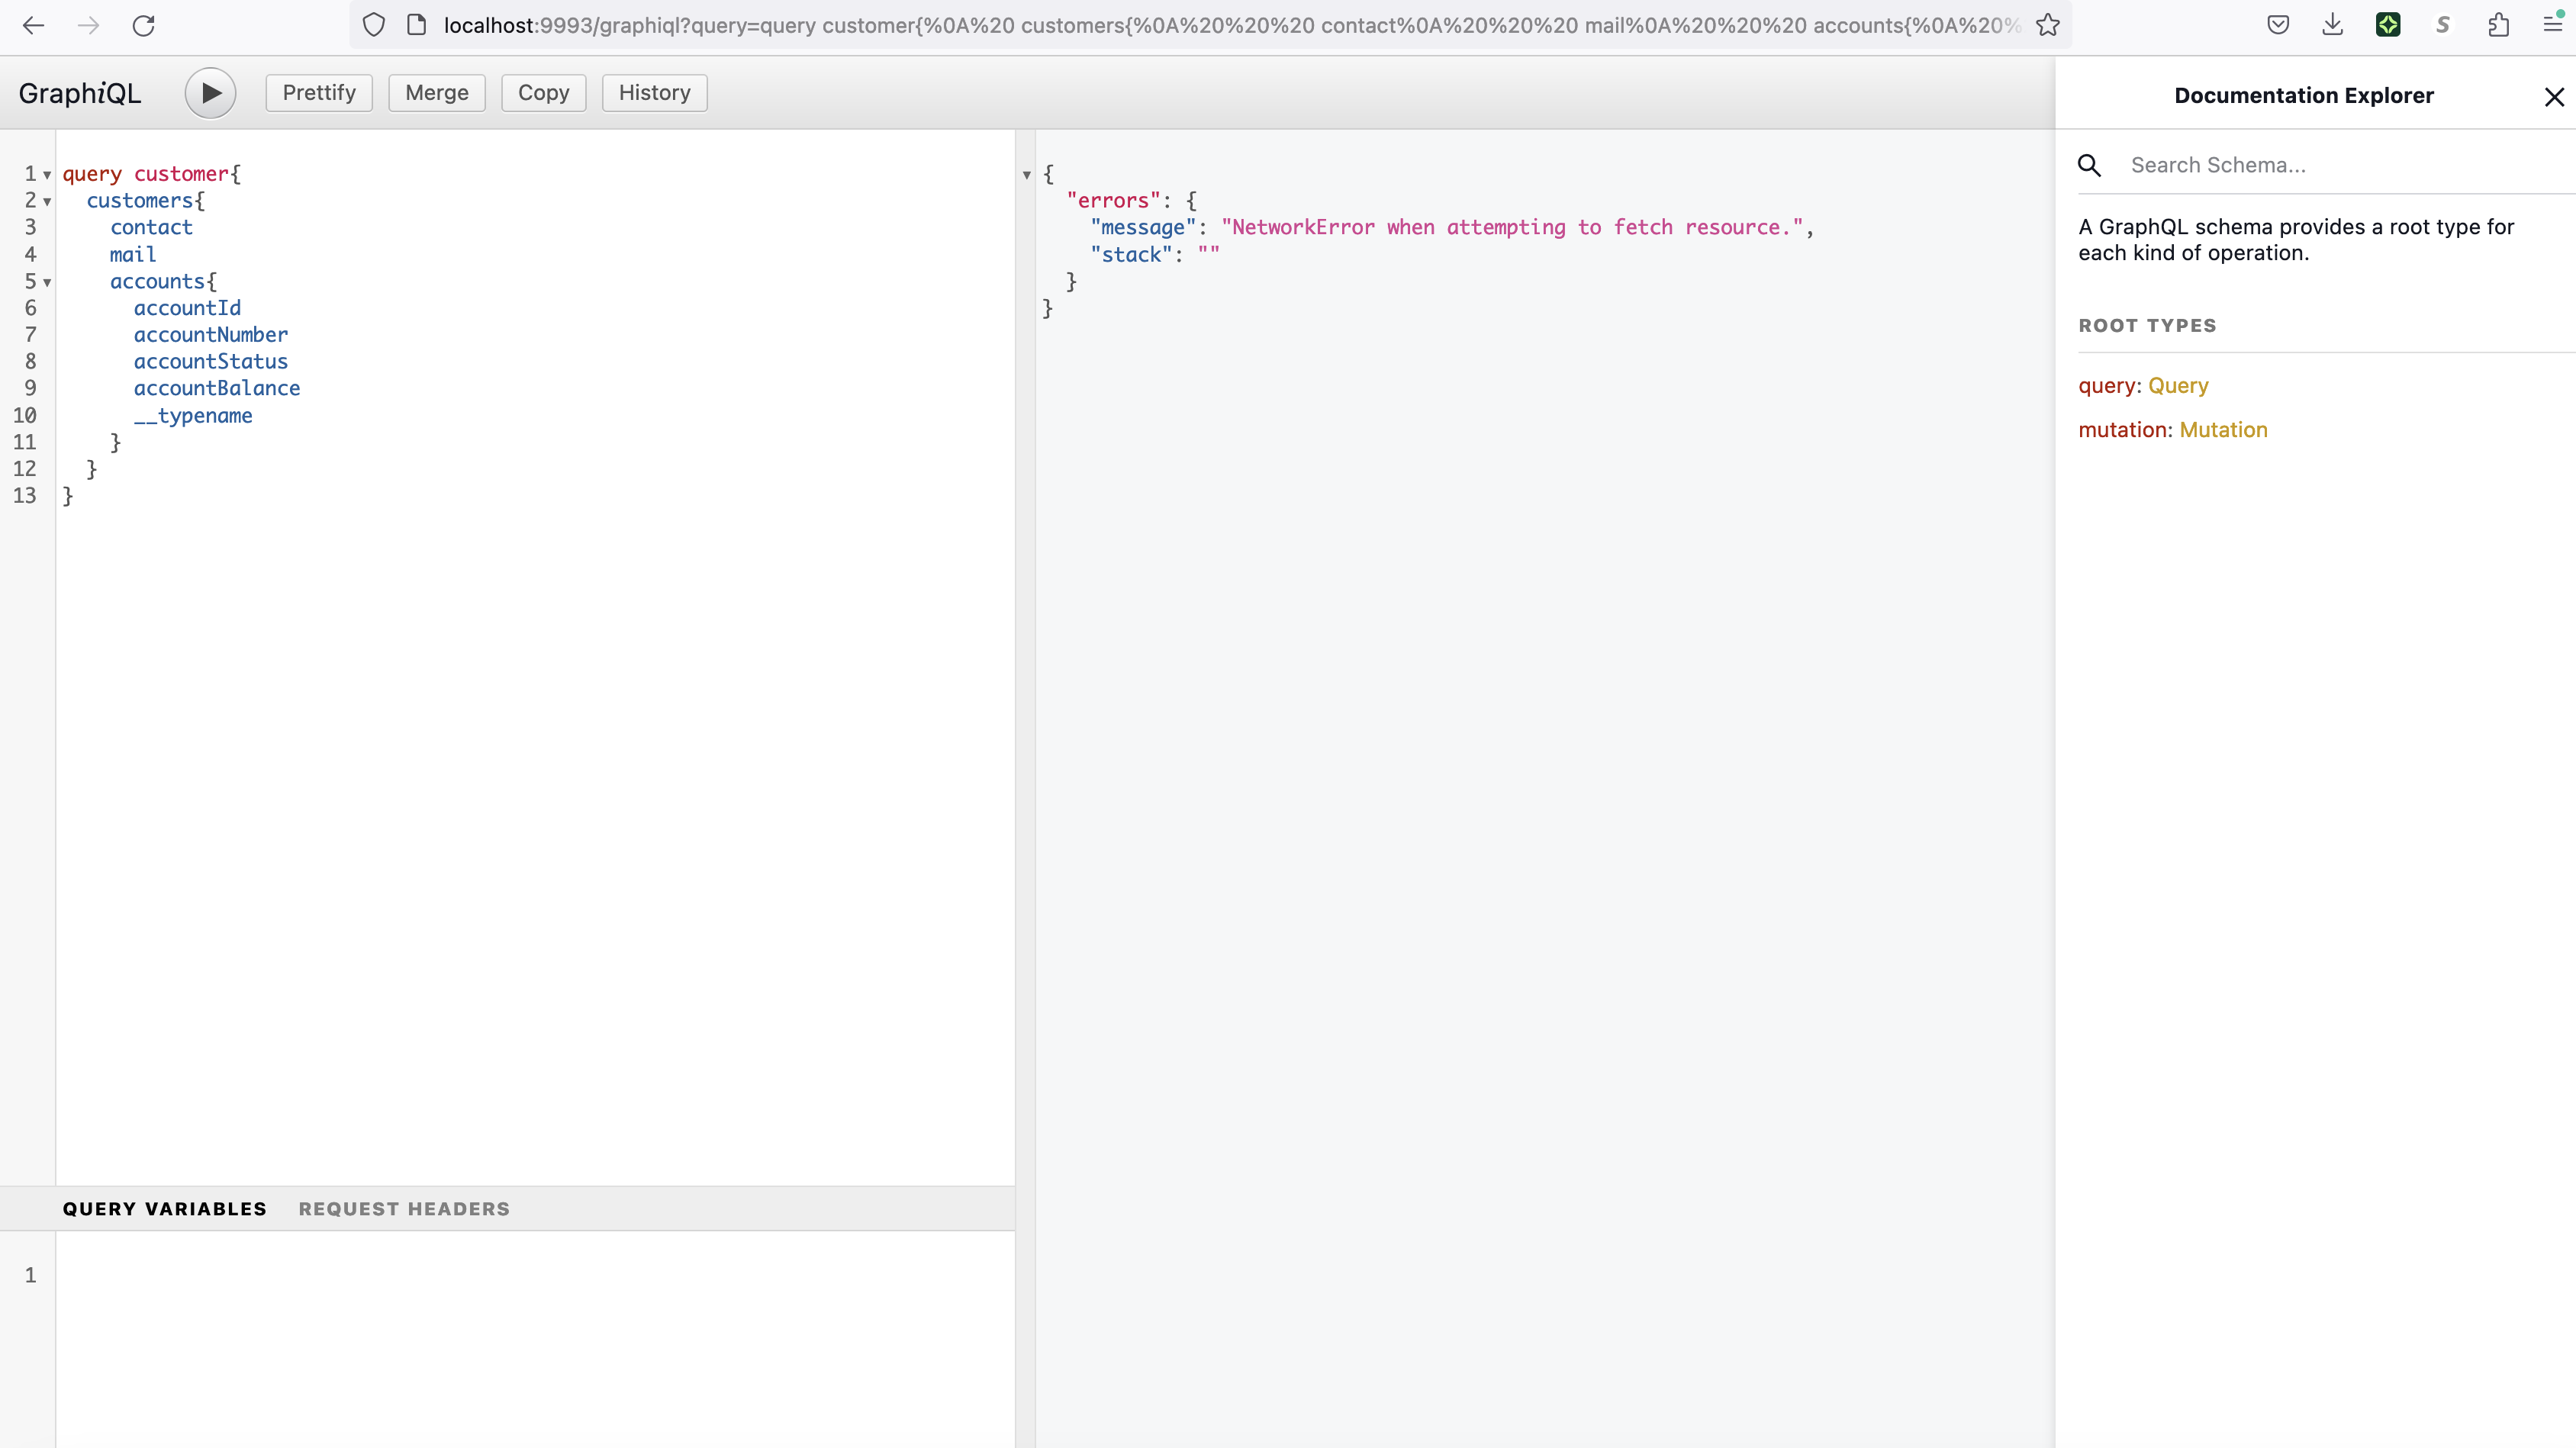 localhost:9993/graphiql?query=query customer{%0A%20 customers{%0A%20%20%20 contact%0A%20%20%20 mail%0A%20%20%20 accounts{%0A%20%
GraphiQL Prettify Merge Copy History
1 query customer{
2 customers{
3 contact
4 mail
5 accounts{
6 accountId
7 accountNumber
8 accountStatus
9 accountBalance
10 __typename
11 }
12 }
13 }
QUERY VARIABLES REQUEST HEADERS
1
{
"errors": {
"message": "NetworkError when attempting to fetch resource.",
"stack": ""
}
}
Documentation Explorer
Search Schema...
A GraphQL schema provides a root type for
each kind of operation.
ROOT TYPES
query: Query
mutation: Mutation